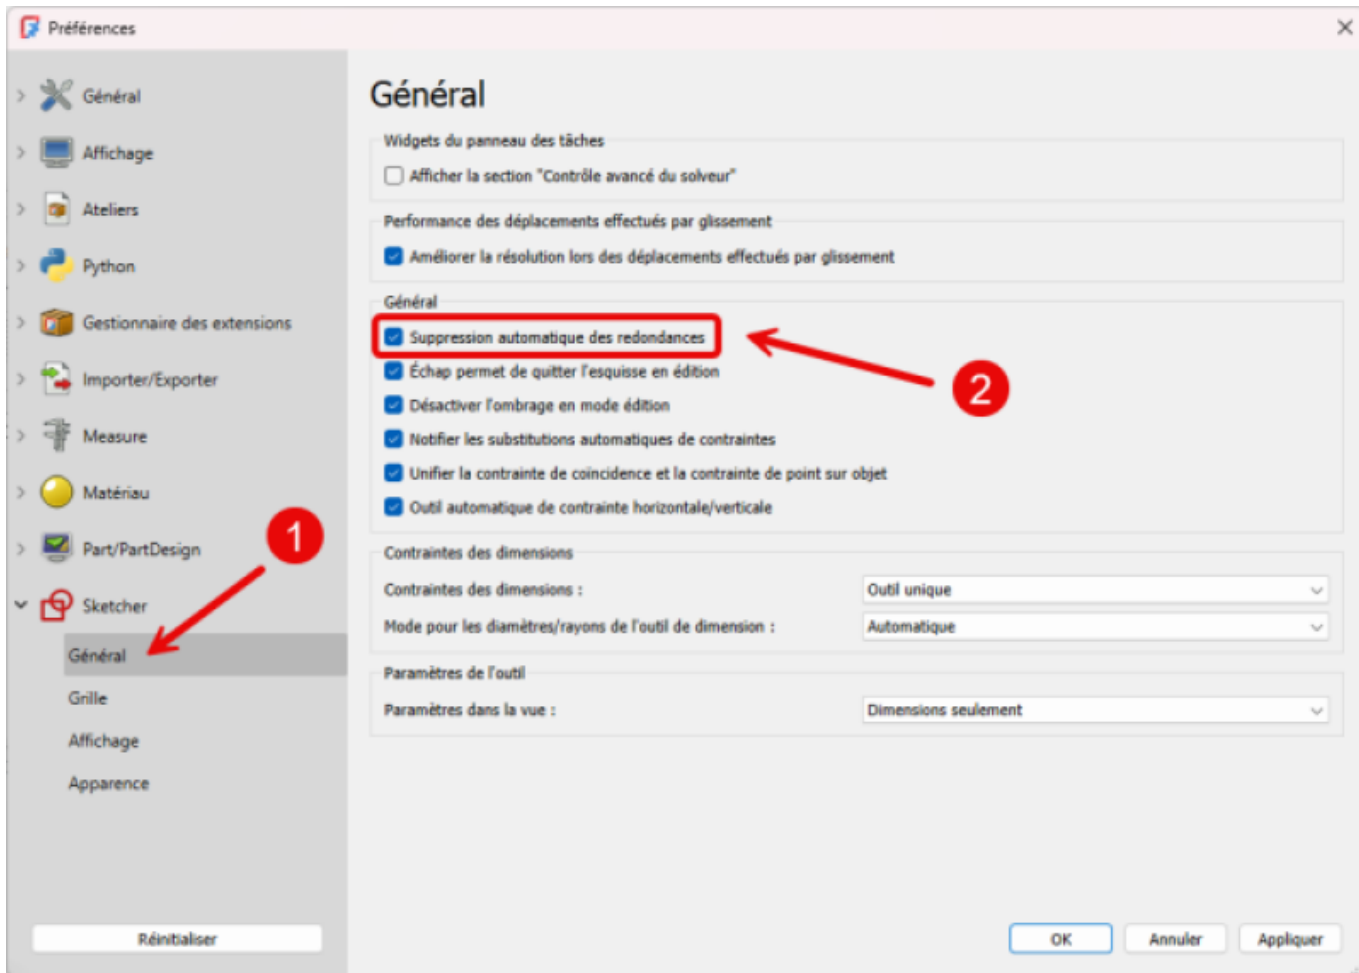 Préférences
Général
Affichage
Ateliers
Python
Gestionnaire des extensions
Importer/Exporter
Measure
Matériau
Part/PartDesign
1
Sketcher
Général
Grille
Affichage
Apparence
Réinitialiser
Général
Widgets du panneau des tâches
Afficher la section "Contrôle avancé du solveur"
Performance des déplacements effectués par glissement
Améliorer la résolution lors des déplacements effectués par glissement
Général
Suppression automatique des redondances
2
Échap permet de quitter l'esquisse en édition
Désactiver l'ombrage en mode édition
Notifier les substitutions automatiques de contraintes
Unifier la contrainte de coïncidence et la contrainte de point sur objet
Outil automatique de contrainte horizontale/verticale
Contraintes des dimensions
Contraintes des dimensions : Outil unique
Mode pour les diamètres/rayons de l'outil de dimension : Automatique
Paramètres de l'outil
Paramètres dans la vue : Dimensions seulement
OK Annuler Appliquer